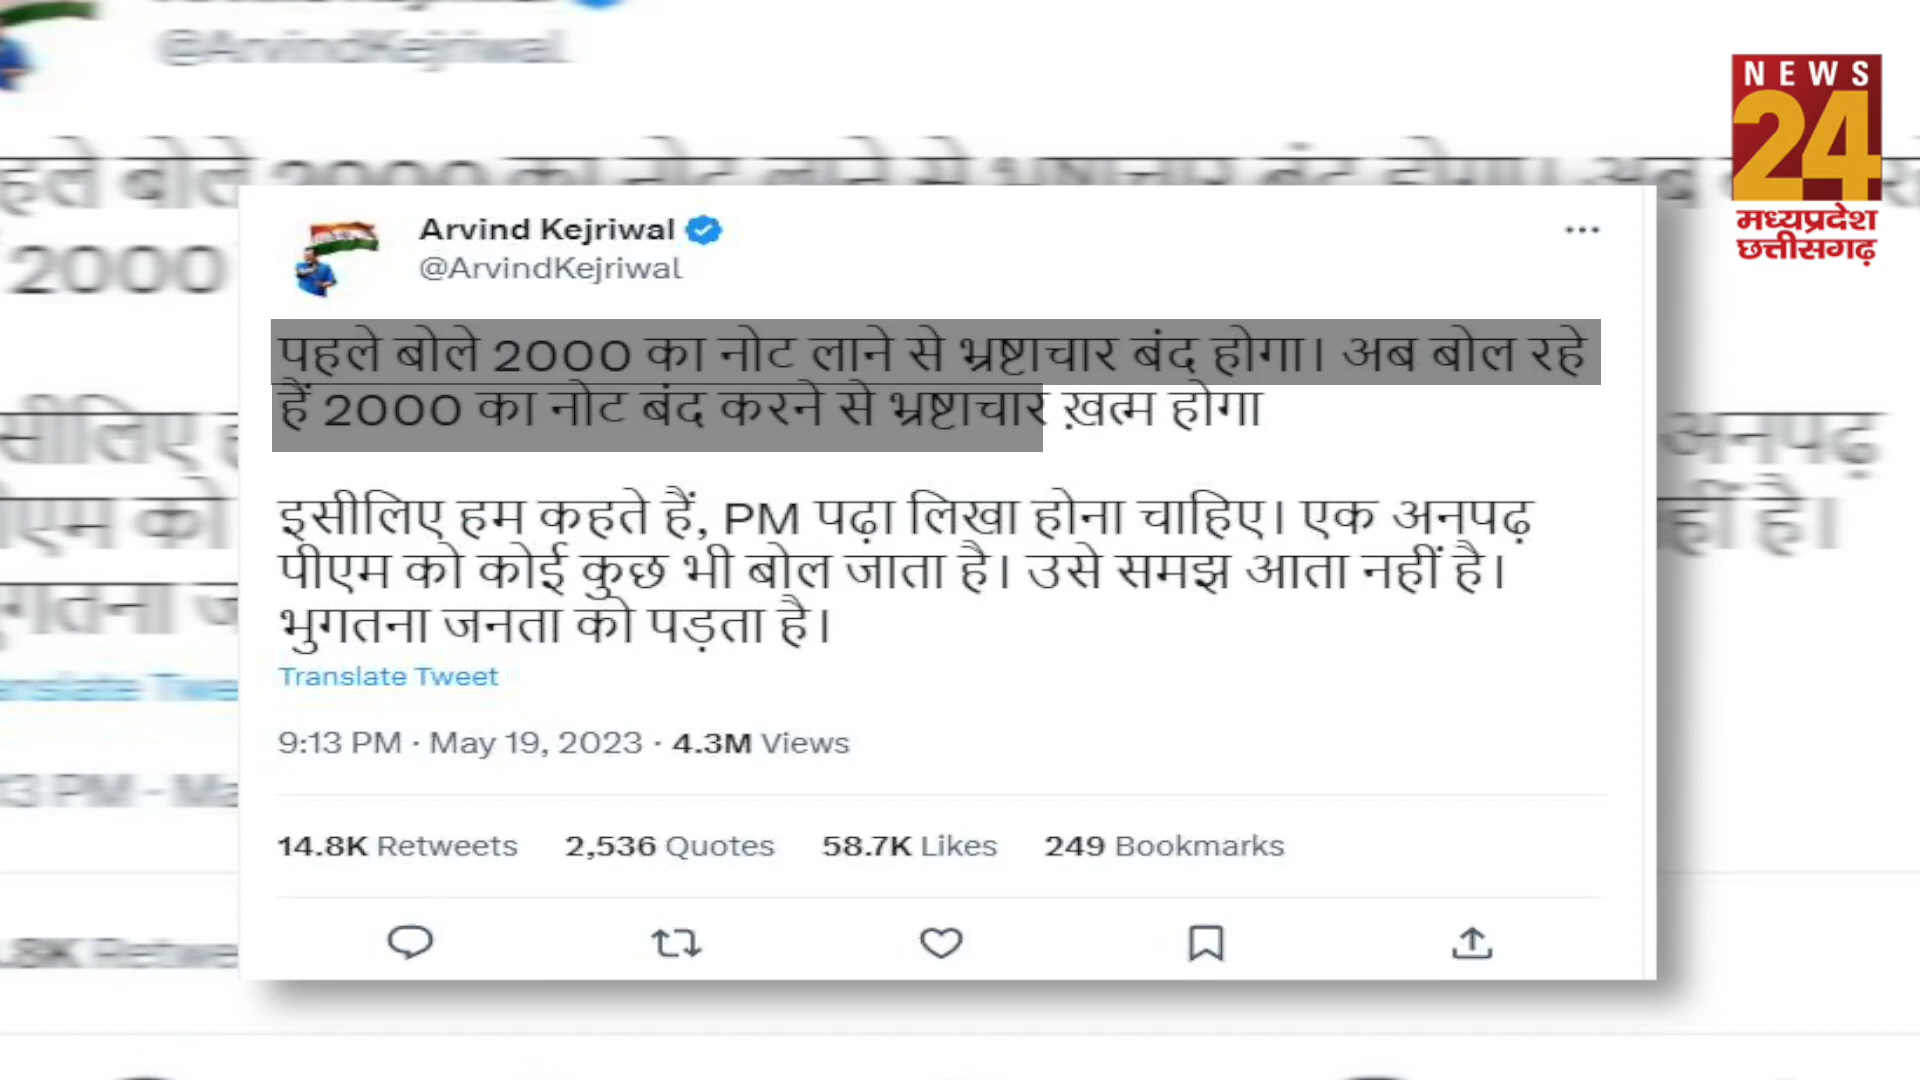 @ArvindKejriwal
NEWS
24
मध्यप्रदेश
छत्तीसगढ़
Arvind Kejriwal
@ArvindKejriwal
पहले बोले 2000 का नोट लाने से भ्रष्टाचार बंद होगा। अब बोल रहे
हैं 2000 का नोट बंद करने से भ्रष्टाचार ख़त्म होगा
इसीलिए हम कहते हैं, PM पढ़ा लिखा होना चाहिए। एक अनपढ़
पीएम को कोई कुछ भी बोल जाता है। उसे समझ आता नहीं है।
भुगतना जनता को पड़ता है।
Translate Tweet
9:13 PM · May 19, 2023 · 4.3M Views
14.8K Retweets 2,536 Quotes 58.7K Likes 249 Bookmarks